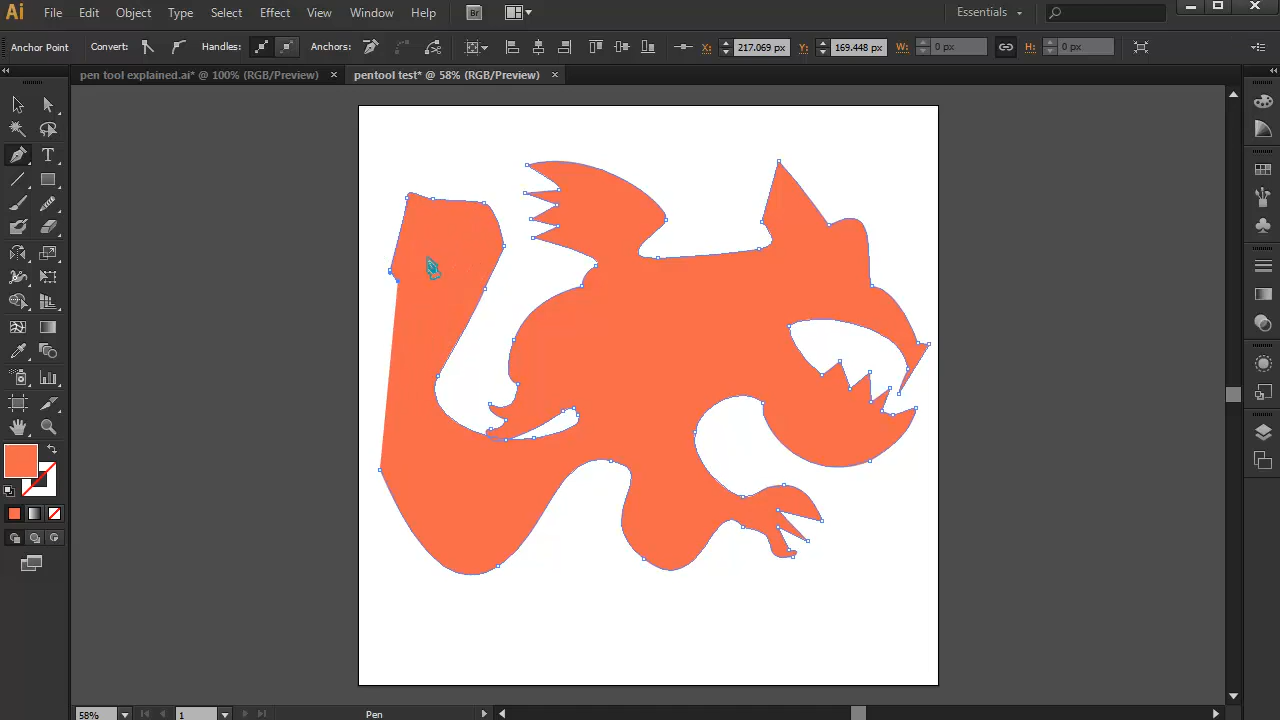 Ai File Edit Object Type Select Effect View Window Help Br Essentials
Anchor Point Convert: Handles: Anchors: X: 217.069 px Y: 169.448 px W: 0 px H: 0 px
pen tool explained.ai* @ 100% (RGB/Preview) × pentool test* @ 58% (RGB/Preview) ×
T
58% 1 Pen